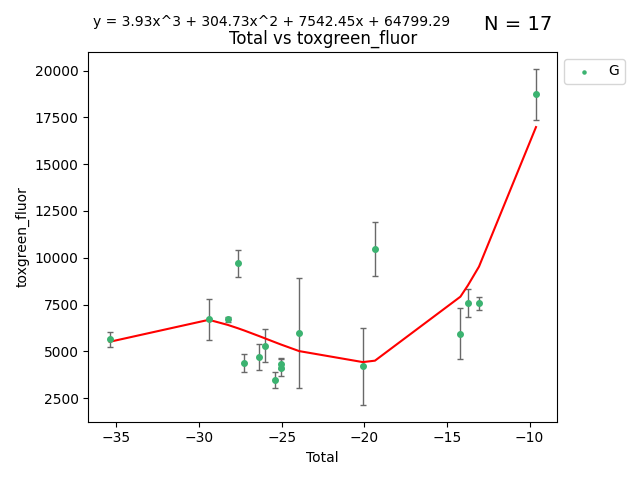 y = 3.93x^3 + 304.73x^2 + 7542.45x + 64799.29
N = 17
Total vs toxgreen_fluor
G
20000
17500
15000
12500
10000
7500
5000
2500
toxgreen_fluor
−35 −30 −25 −20 −15 −10
Total